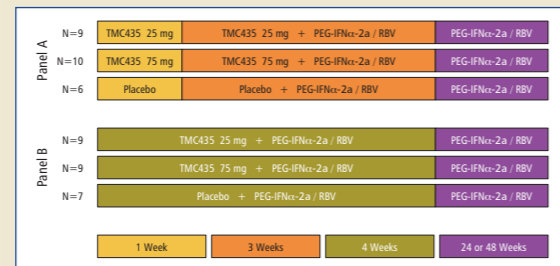 Panel A
N=9 TMC435 25 mg TMC435 25 mg + PEG-IFNα-2a / RBV PEG-IFNα-2a / RBV
N=10 TMC435 75 mg TMC435 75 mg + PEG-IFNα-2a / RBV PEG-IFNα-2a / RBV
N=6 Placebo Placebo + PEG-IFNα-2a / RBV PEG-IFNα-2a / RBV
Panel B
N=9 TMC435 25 mg + PEG-IFNα-2a / RBV PEG-IFNα-2a / RBV
N=9 TMC435 75 mg + PEG-IFNα-2a / RBV PEG-IFNα-2a / RBV
N=7 Placebo + PEG-IFNα-2a / RBV PEG-IFNα-2a / RBV
1 Week 3 Weeks 4 Weeks 24 or 48 Weeks